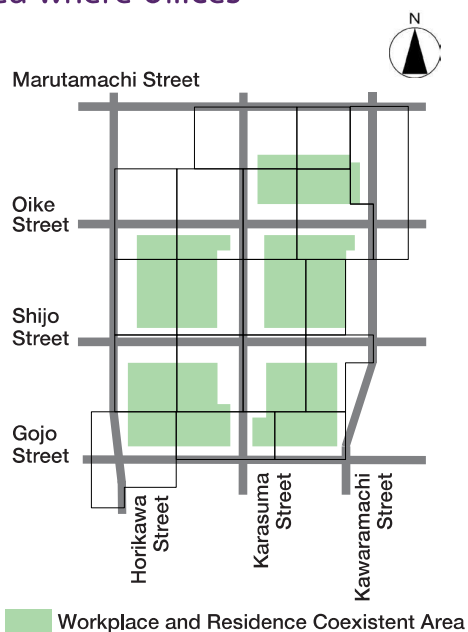 N
Marutamachi Street
Oike
Street
Shijo
Street
Gojo
Street
Horikawa
Street
Karasuma
Street
Kawaramachi
Street
Workplace and Residence Coexistent Area